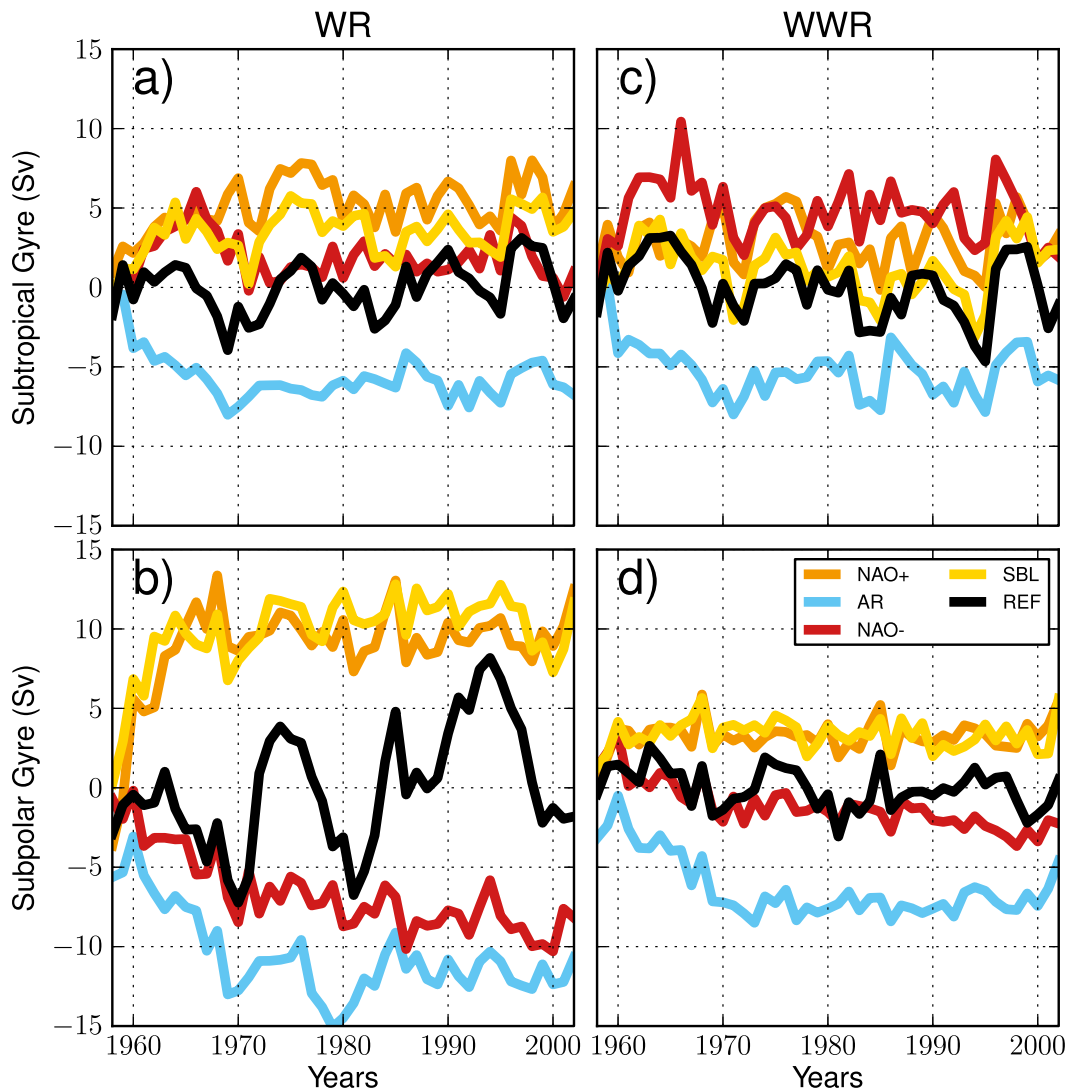 WR
WWR
a)
c)
15
10
5
0
−5
−10
−15
Subtropical Gyre (Sv)
b)
d)
15
10
5
0
−5
−10
−15
Subpolar Gyre (Sv)
NAO+
AR
NAO-
SBL
REF
1960
1970
1980
1990
2000
1960
1970
1980
1990
2000
Years
Years